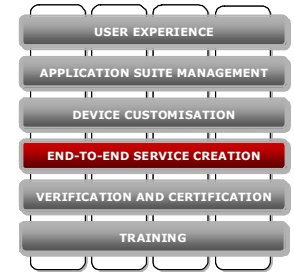 USER EXPERIENCE
APPLICATION SUITE MANAGEMENT
DEVICE CUSTOMISATION
END-TO-END SERVICE CREATION
VERIFICATION AND CERTIFICATION
TRAINING